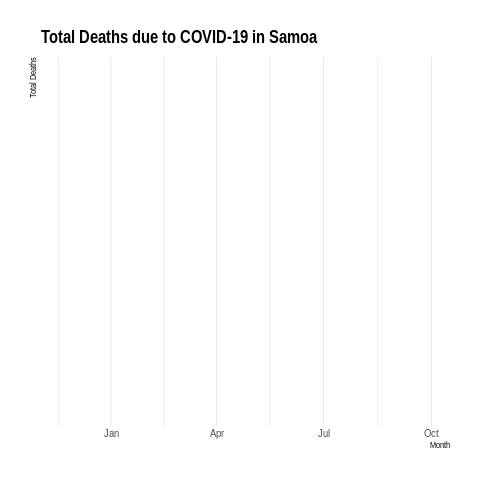 Total Deaths due to COVID-19 in Samoa
Total Deaths
Jan Apr Jul Oct
Month